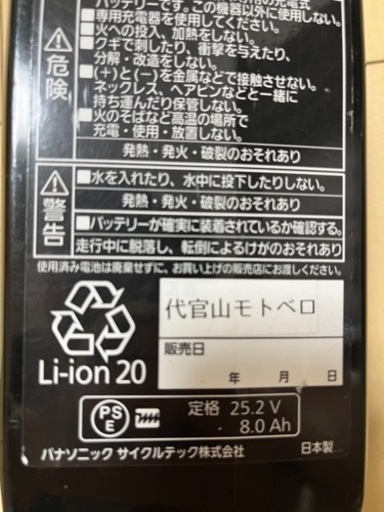 バッテリーです。この機器以外に使用しない。
■専用充電器を使用してください。
■火への投入、加熱をしない。
■クギで刺したり、衝撃を与えたり、
分解・改造をしない。
■(+)と(−)を金属などで接触させない。
ネックレス、ヘアピンなどと一緒に
持ち運んだり保管しない。
■火のそばなど高温の場所で
充電・使用・放置しない。
危険
発熱・発火・破裂のおそれあり
■水を入れたり、水中に投下したりしない。
発熱・発火・破裂のおそれあり
警告
■バッテリーが確実に装着されているか確認する。
走行中に脱落し、転倒によるけがのおそれあり
使用済み電池は廃棄せずに、お買い上げの販売店にお渡しください。
代官山モトベロ
販売日
年 月 日
Li-ion 20
PS
E
定格 25.2 V
8.0 Ah
パナソニック サイクルテック株式会社
日本製